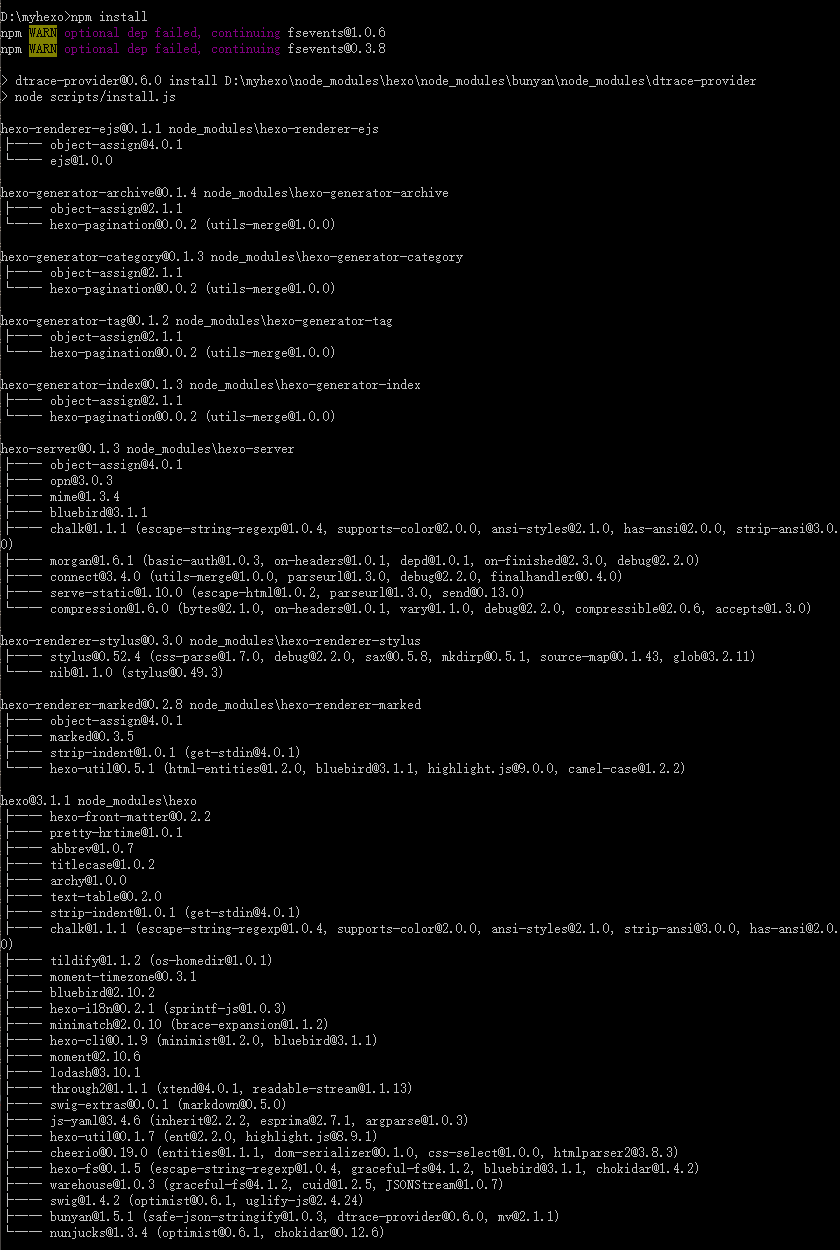 D:\myhexo>npm install
npm WARN optional dep failed, continuing fsevents@1.0.6
npm WARN optional dep failed, continuing fsevents@0.3.8
> dtrace-provider@0.6.0 install D:\myhexo\node_modules\hexo\node_modules\bunyan\node_modules\dtrace-provider
> node scripts/install.js
hexo-renderer-ejs@0.1.1 node_modules\hexo-renderer-ejs
├── object-assign@4.0.1
└── ejs@1.0.0
hexo-generator-archive@0.1.4 node_modules\hexo-generator-archive
├── object-assign@2.1.1
└── hexo-pagination@0.0.2 (utils-merge@1.0.0)
hexo-generator-category@0.1.3 node_modules\hexo-generator-category
├── object-assign@2.1.1
└── hexo-pagination@0.0.2 (utils-merge@1.0.0)
hexo-generator-tag@0.1.2 node_modules\hexo-generator-tag
├── object-assign@2.1.1
└── hexo-pagination@0.0.2 (utils-merge@1.0.0)
hexo-generator-index@0.1.3 node_modules\hexo-generator-index
├── object-assign@2.1.1
└── hexo-pagination@0.0.2 (utils-merge@1.0.0)
hexo-server@0.1.3 node_modules\hexo-server
├── object-assign@4.0.1
├── opn@3.0.3
├── mime@1.3.4
├── bluebird@3.1.1
├── chalk@1.1.1 (escape-string-regexp@1.0.4, supports-color@2.0.0, ansi-styles@2.1.0, has-ansi@2.0.0, strip-ansi@3.0.
0)
├── morgan@1.6.1 (basic-auth@1.0.3, on-headers@1.0.1, depd@1.0.1, on-finished@2.3.0, debug@2.2.0)
├── connect@3.4.0 (utils-merge@1.0.0, parseurl@1.3.0, debug@2.2.0, finalhandler@0.4.0)
├── serve-static@1.10.0 (escape-html@1.0.2, parseurl@1.3.0, send@0.13.0)
└── compression@1.6.0 (bytes@2.1.0, on-headers@1.0.1, vary@1.1.0, debug@2.2.0, compressible@2.0.6, accepts@1.3.0)
hexo-renderer-stylus@0.3.0 node_modules\hexo-renderer-stylus
├── stylus@0.52.4 (css-parse@1.7.0, debug@2.2.0, sax@0.5.8, mkdirp@0.5.1, source-map@0.1.43, glob@3.2.11)
└── nib@1.1.0 (stylus@0.49.3)
hexo-renderer-marked@0.2.8 node_modules\hexo-renderer-marked
├── object-assign@4.0.1
├── marked@0.3.5
├── strip-indent@1.0.1 (get-stdin@4.0.1)
└── hexo-util@0.5.1 (html-entities@1.2.0, bluebird@3.1.1, highlight.js@9.0.0, camel-case@1.2.2)
hexo@3.1.1 node_modules\hexo
├── hexo-front-matter@0.2.2
├── pretty-hrtime@1.0.1
├── abbrev@1.0.7
├── titlecase@1.0.2
├── archy@1.0.0
├── text-table@0.2.0
├── strip-indent@1.0.1 (get-stdin@4.0.1)
├── chalk@1.1.1 (escape-string-regexp@1.0.4, supports-color@2.0.0, ansi-styles@2.1.0, strip-ansi@3.0.0, has-ansi@2.0.
0)
├── tildify@1.1.2 (os-homedir@1.0.1)
├── moment-timezone@0.3.1
├── bluebird@2.10.2
├── hexo-i18n@0.2.1 (sprintf-js@1.0.3)
├── minimatch@2.0.10 (brace-expansion@1.1.2)
├── hexo-cli@0.1.9 (minimist@1.2.0, bluebird@3.1.1)
├── moment@2.10.6
├── lodash@3.10.1
├── through2@1.1.1 (xtend@4.0.1, readable-stream@1.1.13)
├── swig-extras@0.0.1 (markdown@0.5.0)
├── js-yaml@3.4.6 (inherit@2.2.2, esprima@2.7.1, argparse@1.0.3)
├── hexo-util@0.1.7 (ent@2.2.0, highlight.js@8.9.1)
├── cheerio@0.19.0 (entities@1.1.1, dom-serializer@0.1.0, css-select@1.0.0, htmlparser2@3.8.3)
├── hexo-fs@0.1.5 (escape-string-regexp@1.0.4, graceful-fs@4.1.2, bluebird@3.1.1, chokidar@1.4.2)
├── warehouse@1.0.3 (graceful-fs@4.1.2, cuid@1.2.5, JSONStream@1.0.7)
├── swig@1.4.2 (optimist@0.6.1, uglify-js@2.4.24)
├── bunyan@1.5.1 (safe-json-stringify@1.0.3, dtrace-provider@0.6.0, mv@2.1.1)
└── nunjucks@1.3.4 (optimist@0.6.1, chokidar@0.12.6)